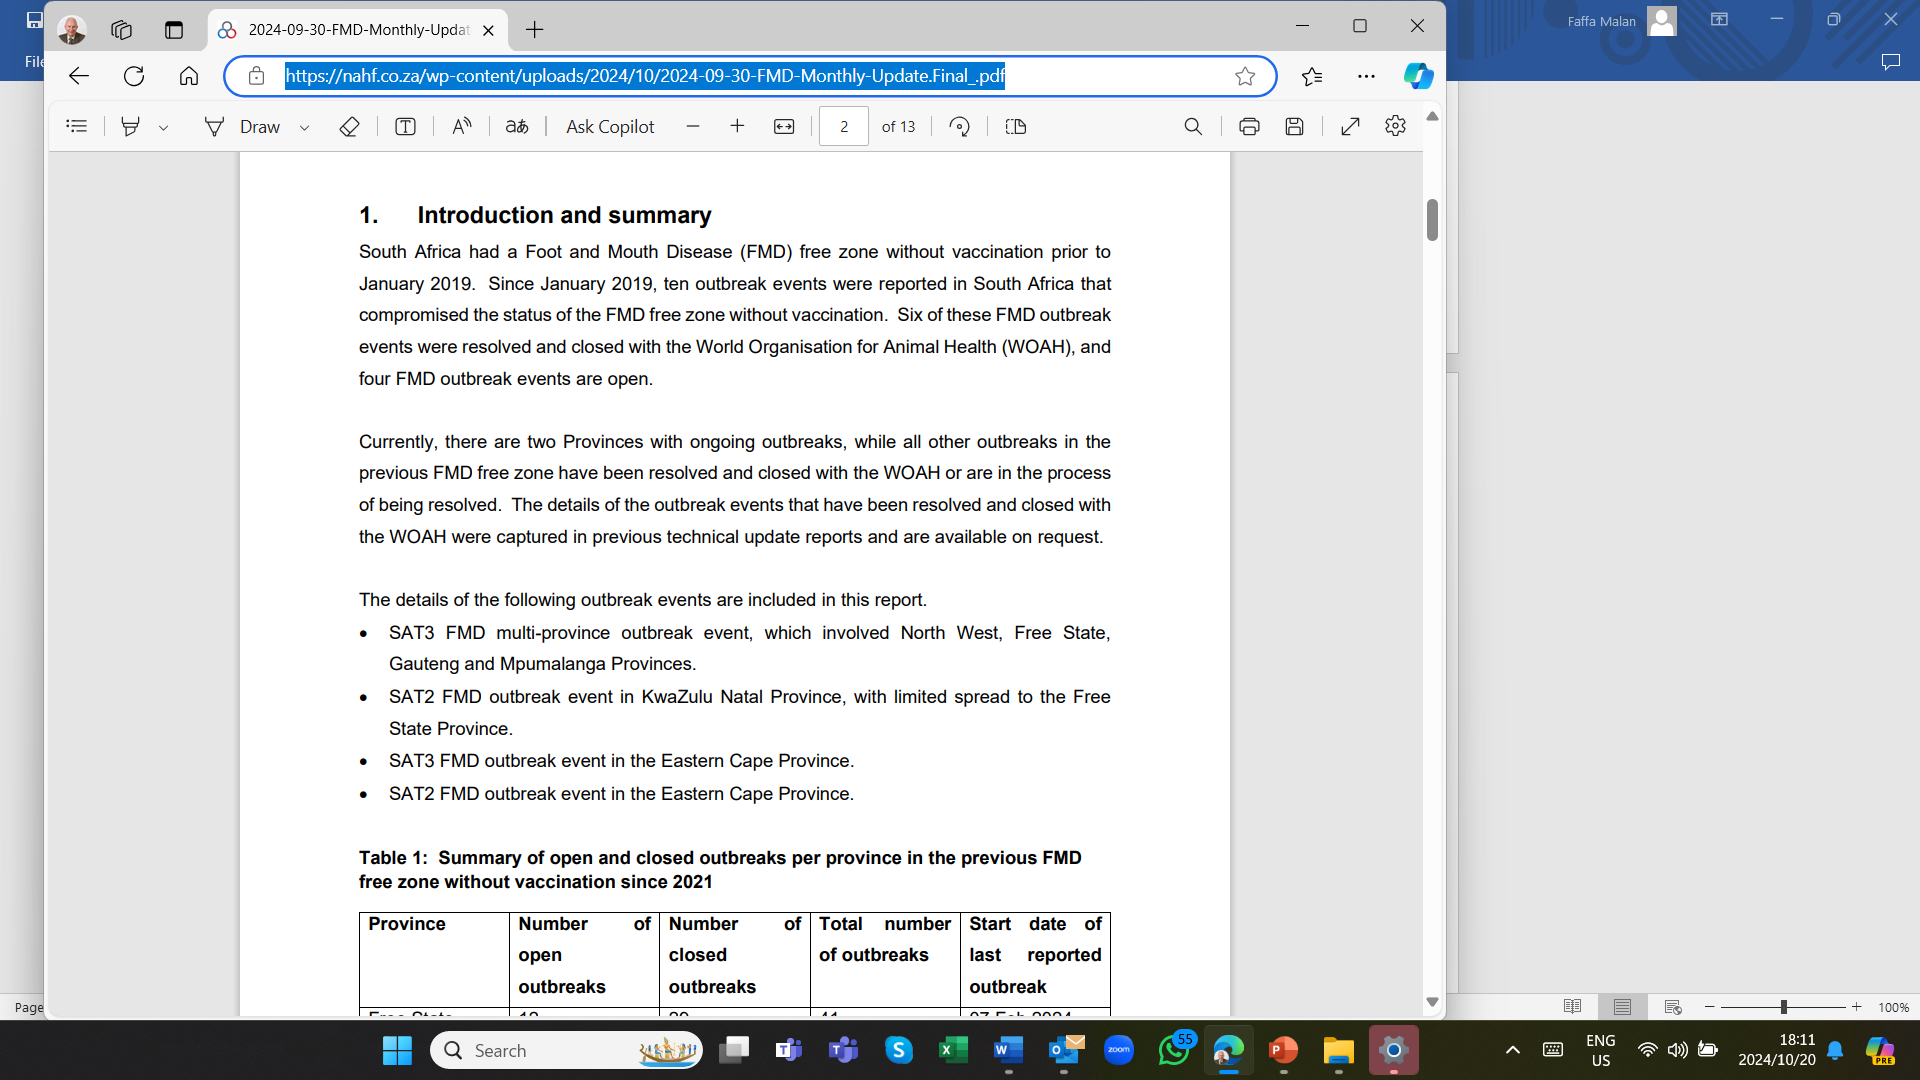 2024-09-30-FMD-Monthly-Updat
Faffa Malan
File
https://nahf.co.za/wp-content/uploads/2024/10/2024-09-30-FMD-Monthly-Update.Final_.pdf
Draw
Ask Copilot
2 of 13
1. Introduction and summary
South Africa had a Foot and Mouth Disease (FMD) free zone without vaccination prior to
January 2019. Since January 2019, ten outbreak events were reported in South Africa that
compromised the status of the FMD free zone without vaccination. Six of these FMD outbreak
events were resolved and closed with the World Organisation for Animal Health (WOAH), and
four FMD outbreak events are open.
Currently, there are two Provinces with ongoing outbreaks, while all other outbreaks in the
previous FMD free zone have been resolved and closed with the WOAH or are in the process
of being resolved. The details of the outbreak events that have been resolved and closed with
the WOAH were captured in previous technical update reports and are available on request.
The details of the following outbreak events are included in this report.
• SAT3 FMD multi-province outbreak event, which involved North West, Free State,
Gauteng and Mpumalanga Provinces.
• SAT2 FMD outbreak event in KwaZulu Natal Province, with limited spread to the Free
State Province.
• SAT3 FMD outbreak event in the Eastern Cape Province.
• SAT2 FMD outbreak event in the Eastern Cape Province.
Table 1: Summary of open and closed outbreaks per province in the previous FMD
free zone without vaccination since 2021
Province
Number of
open
outbreaks
Number of
closed
outbreaks
Total number
of outbreaks
Start date of
last reported
outbreak
Page
100%
Search
zoom
55
ENG
US
18:11
2024/10/20
PRE